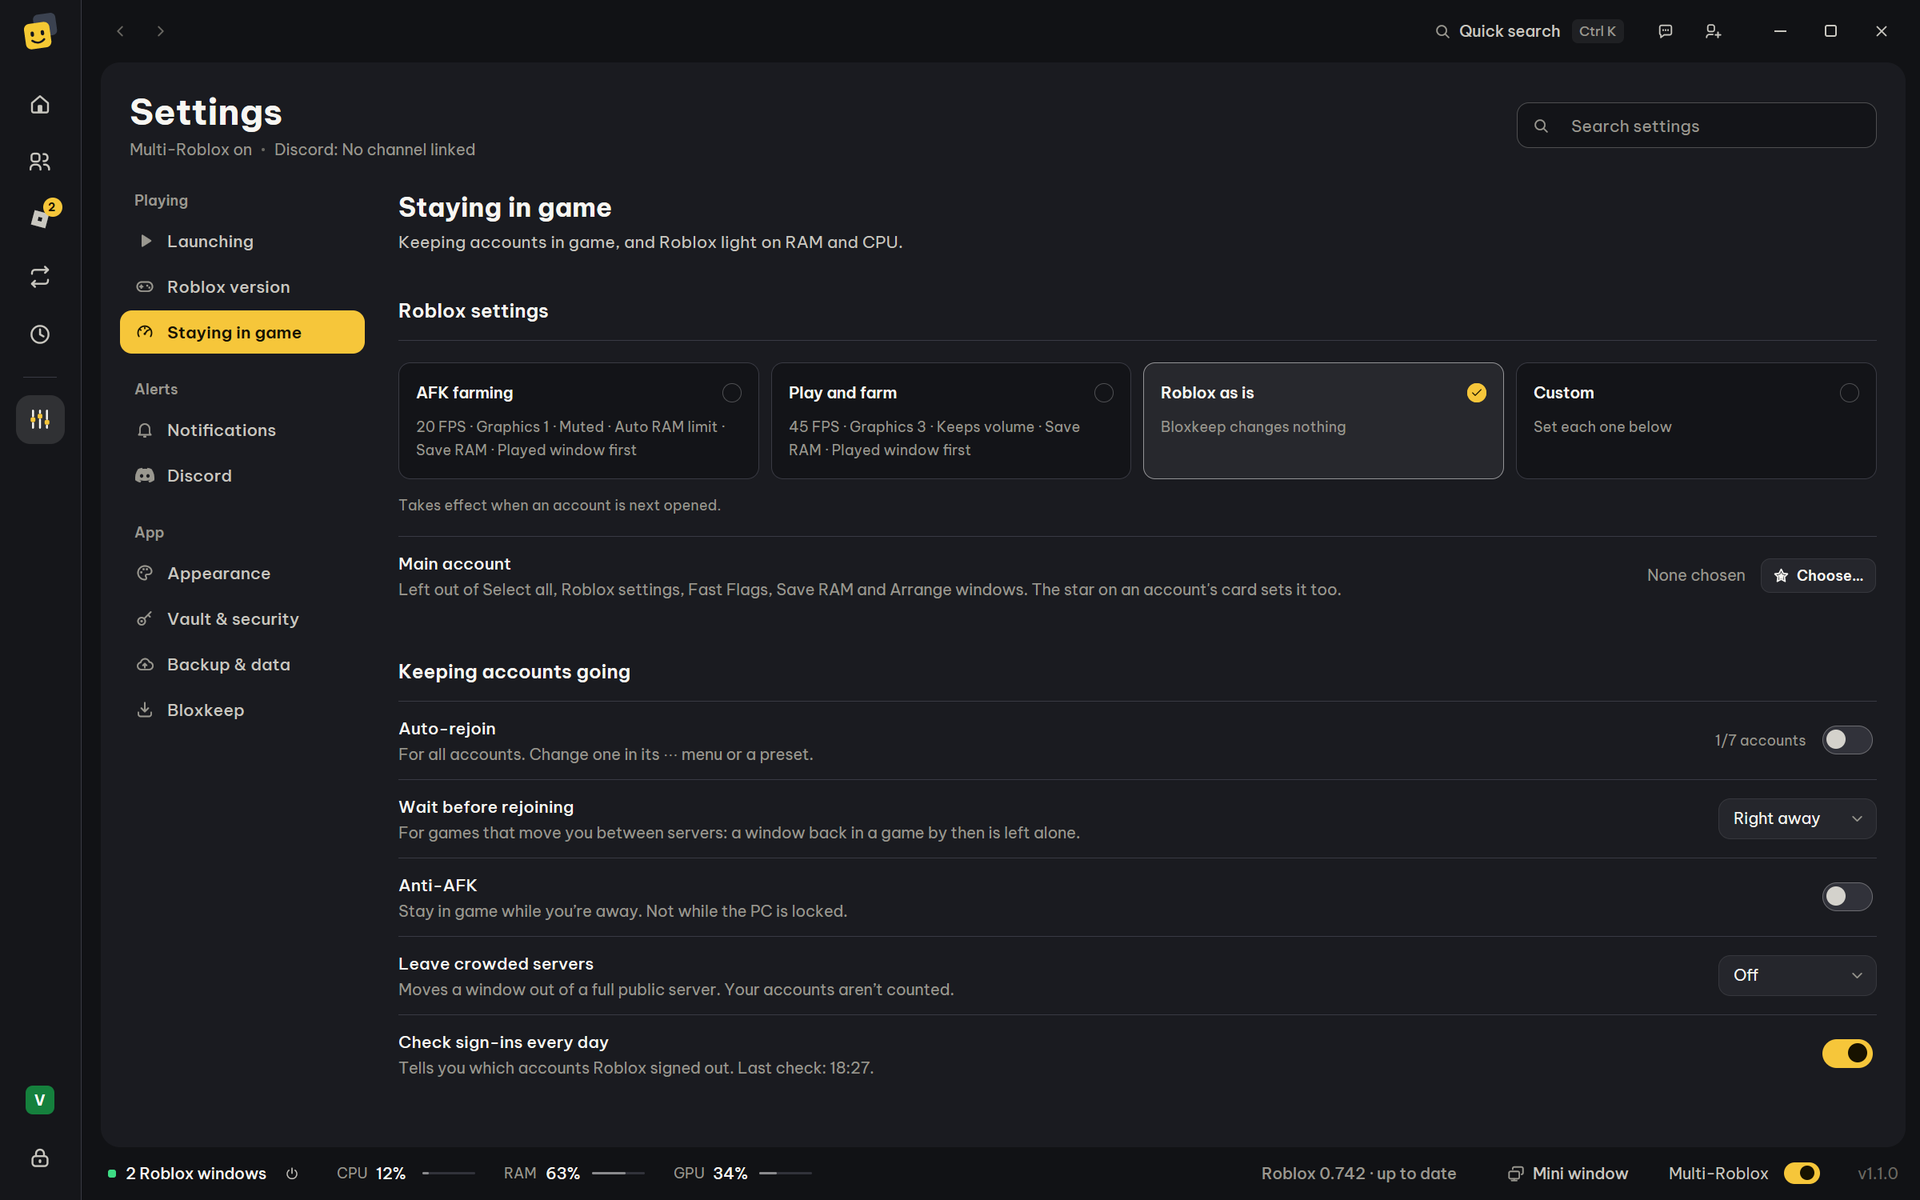 Quick search Ctrl K
Settings
Multi-Roblox on • Discord: No channel linked
Search settings
2
Playing
Launching
Roblox version
Staying in game
Alerts
Notifications
Discord
App
Appearance
Vault & security
Backup & data
Bloxkeep
Staying in game
Keeping accounts in game, and Roblox light on RAM and CPU.
Roblox settings
AFK farming
20 FPS · Graphics 1 · Muted · Auto RAM limit ·
Save RAM · Played window first
Play and farm
45 FPS · Graphics 3 · Keeps volume · Save
RAM · Played window first
Roblox as is
Bloxkeep changes nothing
Custom
Set each one below
Takes effect when an account is next opened.
Main account
Left out of Select all, Roblox settings, Fast Flags, Save RAM and Arrange windows. The star on an account's card sets it too.
None chosen Choose...
Keeping accounts going
Auto-rejoin
For all accounts. Change one in its ··· menu or a preset.
1/7 accounts
Wait before rejoining
For games that move you between servers: a window back in a game by then is left alone.
Right away
Anti-AFK
Stay in game while you're away. Not while the PC is locked.
Leave crowded servers
Moves a window out of a full public server. Your accounts aren't counted.
Off
Check sign-ins every day
Tells you which accounts Roblox signed out. Last check: 18:27.
V
2 Roblox windows CPU 12% RAM 63% GPU 34% Roblox 0.742 · up to date Mini window Multi-Roblox v1.1.0